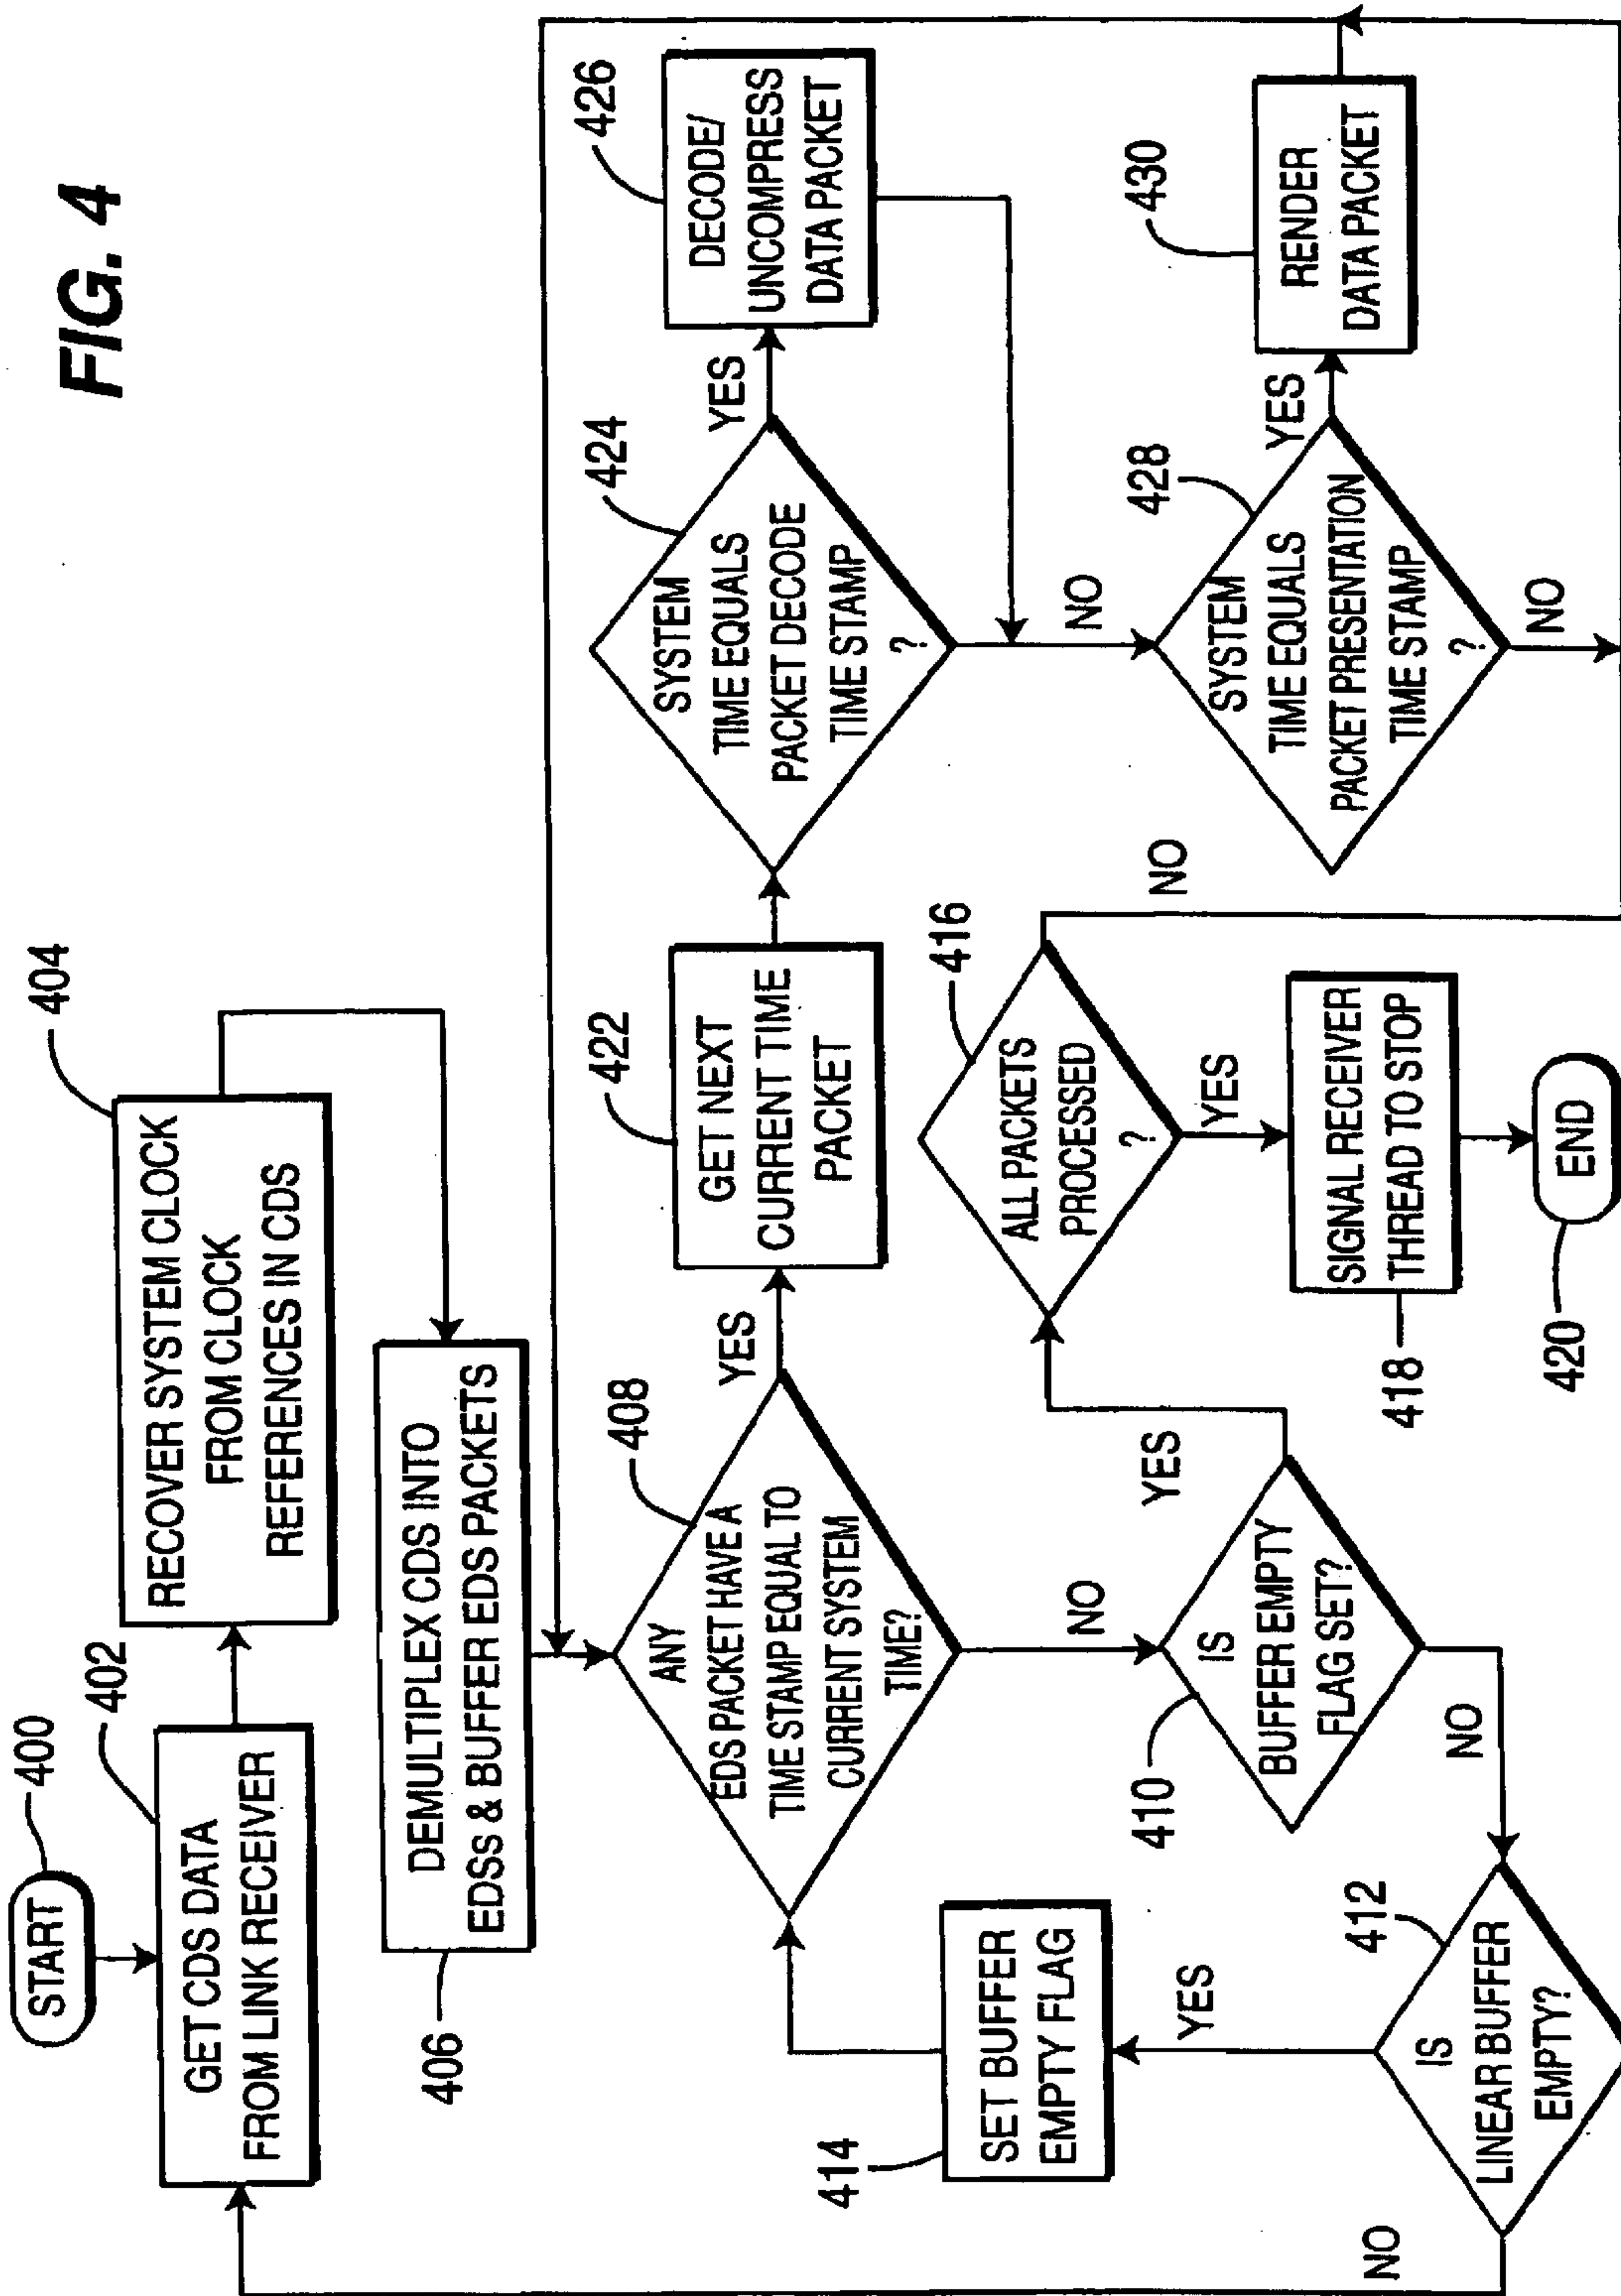 FIG. 4
START
400
GET CDS DATA
FROM LINK RECEIVER
402
RECOVER SYSTEM CLOCK
FROM CLOCK
REFERENCES IN CDS
404
DEMULTIPLEX CDS INTO
EDSs & BUFFER EDS PACKETS
406
ANY
EDS PACKET HAVE A
TIME STAMP EQUAL TO
CURRENT SYSTEM
TIME?
408
YES
NO
GET NEXT
CURRENT TIME
PACKET
422
SYSTEM
TIME EQUALS
PACKET DECODE
TIME STAMP
?
424
YES
NO
DECODE/
UNCOMPRESS
DATA PACKET
426
SYSTEM
TIME EQUALS
PACKET PRESENTATION
TIME STAMP
?
428
YES
NO
RENDER
DATA PACKET
430
IS
BUFFER EMPTY
FLAG SET?
410
YES
NO
ALL PACKETS
PROCESSED
?
416
NO
YES
SIGNAL RECEIVER
THREAD TO STOP
418
END
420
IS
LINEAR BUFFER
EMPTY?
412
YES
NO
SET BUFFER
EMPTY FLAG
414